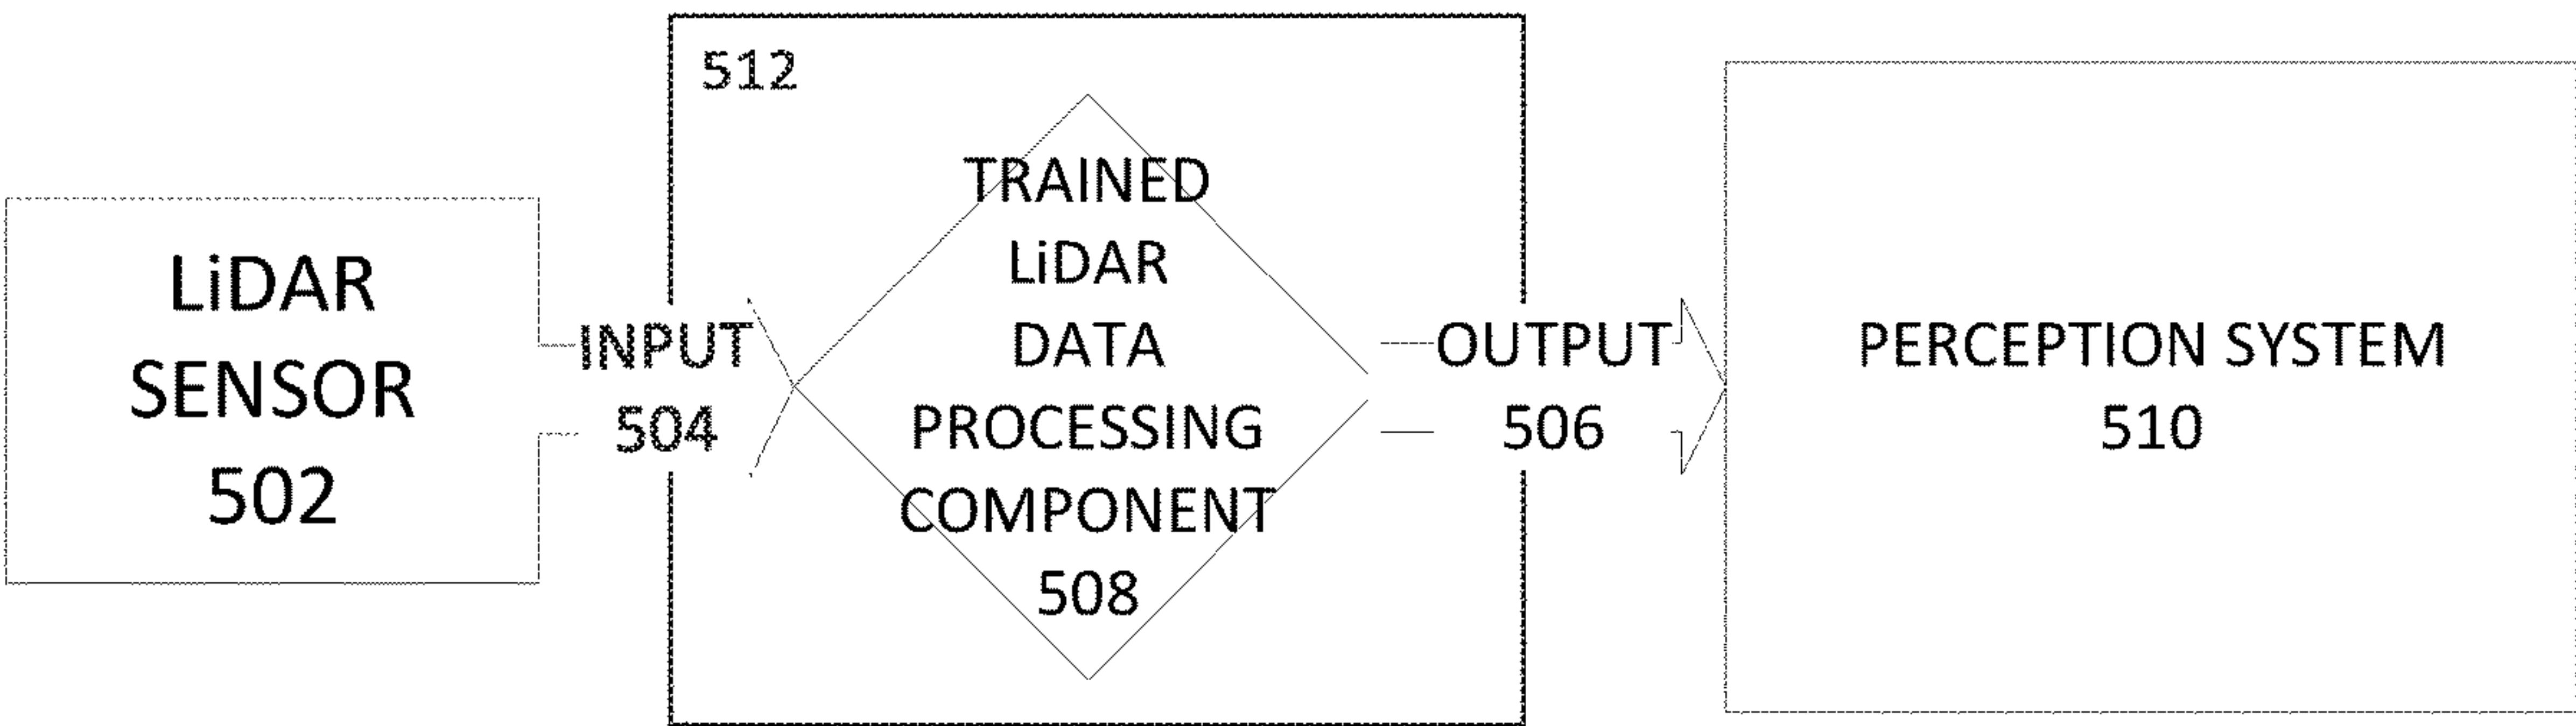 LiDAR
SENSOR
502
INPUT
504
512
TRAINED
LiDAR
DATA
PROCESSING
COMPONENT
508
OUTPUT
506
PERCEPTION SYSTEM
510